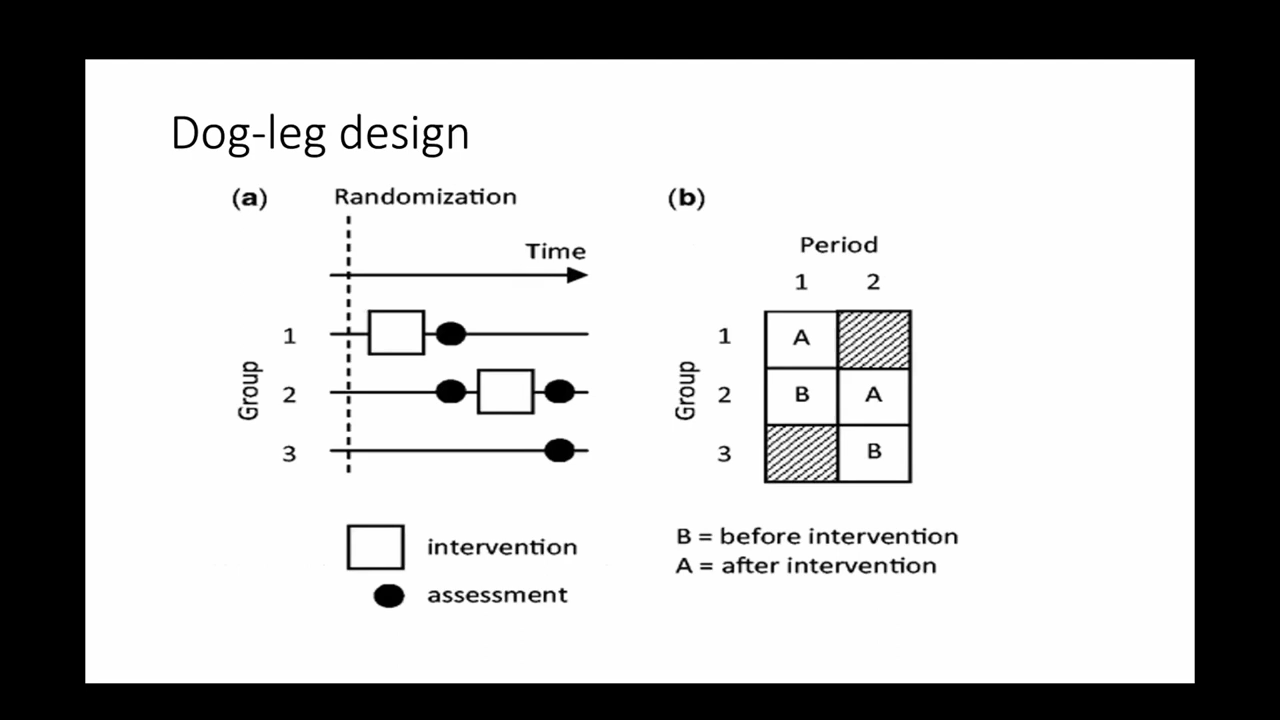 Dog-leg design
(a)
Randomization
Time
Group
1
2
3
intervention
assessment
(b)
Period
1 2
Group
1 A
2 B A
3 B
B = before intervention
A = after intervention